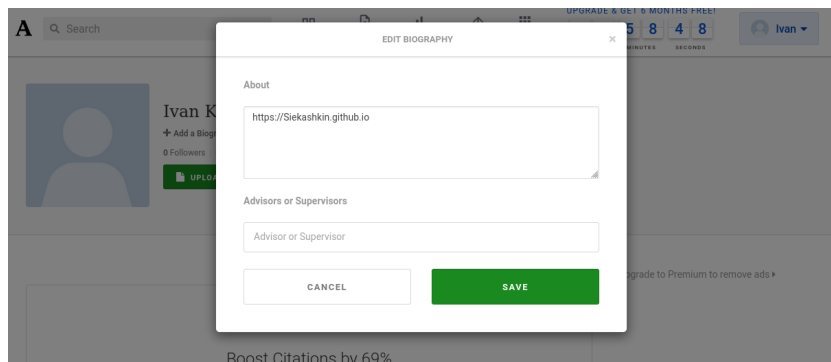 UPGRADE & GET 6 MONTHS FREE!
A
Search
5 8 4 8
MINUTES SECONDS
Ivan
EDIT BIOGRAPHY
×
About
https://Siekashkin.github.io
Ivan K
+ Add a Biogr
0 Followers
UPLOA
Advisors or Supervisors
Advisor or Supervisor
CANCEL
SAVE
pgrade to Premium to remove ads
Boost Citations by 69%